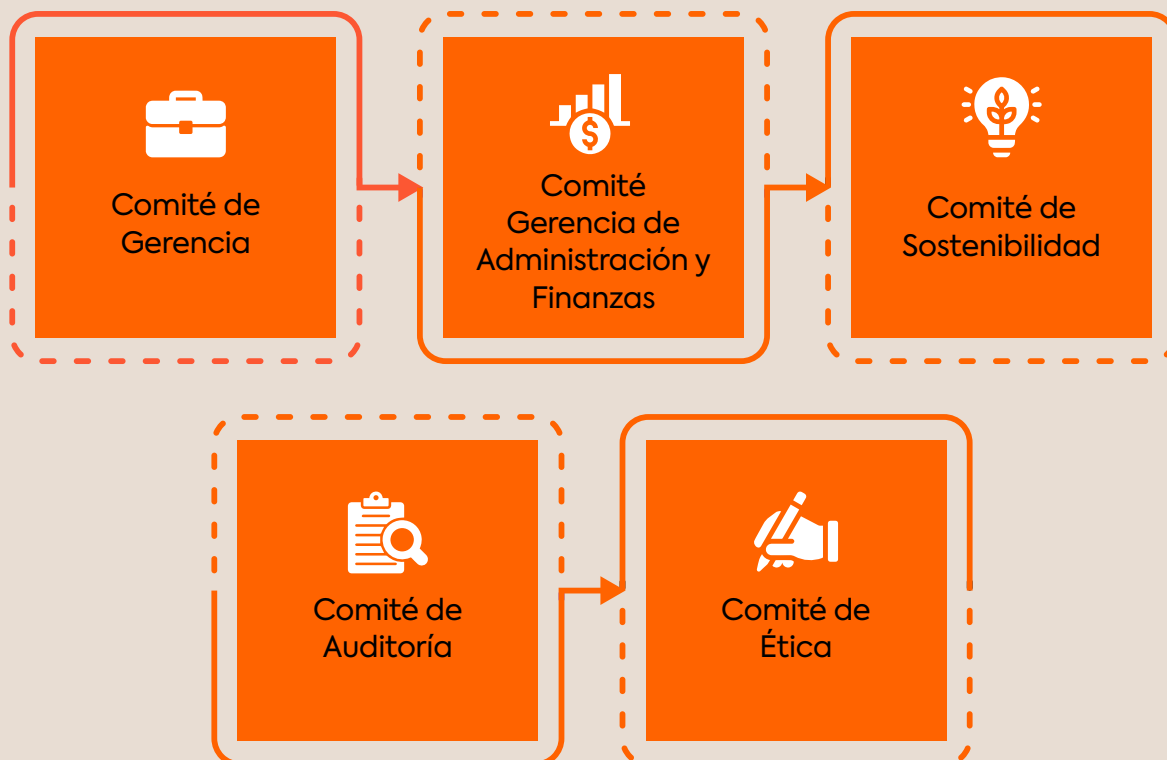 Comité de
Gerencia
Comité
Gerencia de
Administración y
Finanzas
Comité de
Sostenibilidad
Comité de
Auditoría
Comité de
Ética